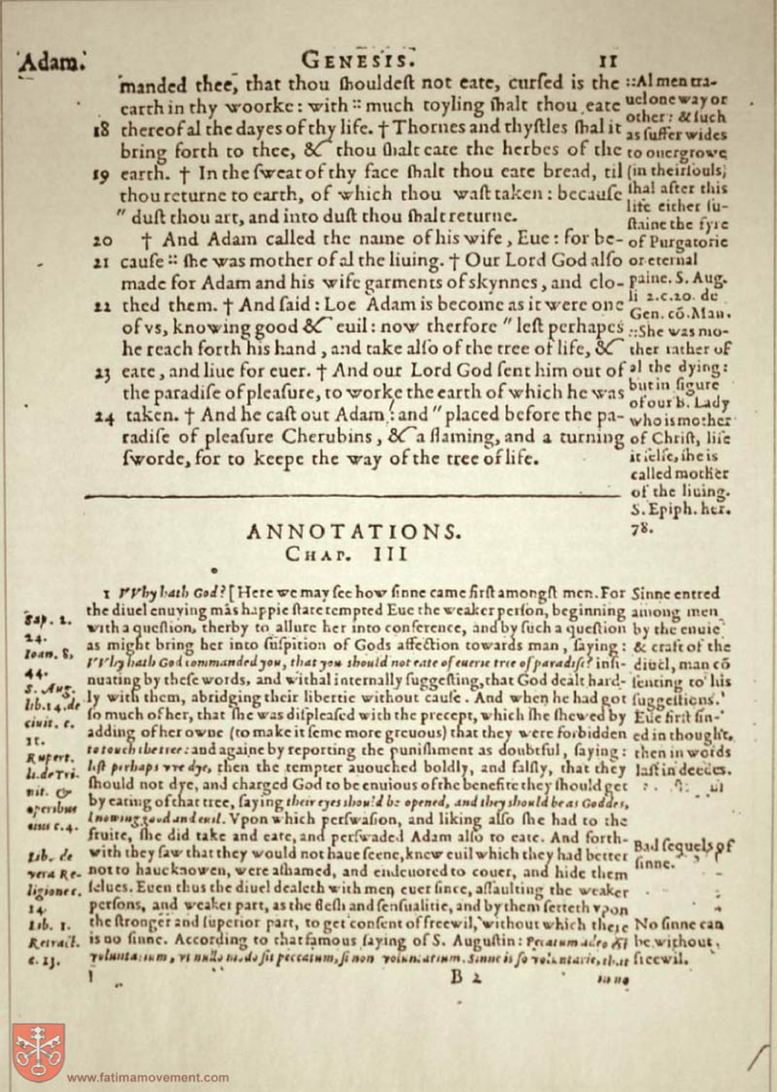 Adam. GENESIS. 11
manded thee, that thou ſhouldeſt not eate, curſed is the
earth in thy woorke: with :: much toyling ſhalt thou eate
18 thereof al the dayes of thy life. † Thornes and thyſtles ſhal it
bring forth to thee, & thou ſhalt eate the herbes of the
19 earth. † In the ſweat of thy face ſhalt thou eate bread, til
thou returne to earth, of which thou waſt taken: becauſe
" duſt thou art, and into duſt thou ſhalt returne.
20 † And Adam called the name of his wife, Eue: for be-
21 cauſe :: ſhe was mother of al the liuing. † Our Lord God alſo
made for Adam and his wife garments of skynnes, and clo-
22 thed them. † And ſaid: Loe Adam is become as it were one
of vs, knowing good & euil: now therfore " leſt perhaps
he reach forth his hand, and take alſo of the tree of life, &
23 eate, and liue for euer. † And our Lord God ſent him out of
the paradiſe of pleaſure, to worke the earth of which he was
24 taken. † And he caſt out Adam: and " placed before the pa-
radiſe of pleaſure Cherubins, & a flaming, and a turning
ſworde, for to keepe the way of the tree of life.
:: Al men tra-
uel one way or
other: & ſuch
as ſuffer wides
to ouergrowe
(in their ſouls)
ſhal after this
life either ſu-
ſtaine the fyre
of Purgatorie
or eternal
paine. S. Aug.
li 2.c.20. de
Gen. cō. Man.
:: She was mo-
ther rather of
al the dying:
but in figure
of our B. Lady
who is mother
of Chriſt, life
it ſelfe, ſhe is
called mother
of the liuing.
S. Epiph. her.
78.
ANNOTATIONS.
CHAP. III
1 VVhy hath God? [Here we may ſee how ſinne came firſt amongſt men. For
the diuel enuying mās happie ſtate tempted Eue the weaker perſon, beginning
with a queſtion, therby to allure her into conference, and by ſuch a queſtion
as might bring her into ſuſpition of Gods affection towards man, ſaying:
VVhy hath God commanded you, that you should not eate of euerie tree of paradiſe? inſi-
nuating by theſe words, and withal internally ſuggeſting, that God dealt hard-
ly with them, abridging their libertie without cauſe. And when he had got
ſo much of her, that ſhe was diſpleaſed with the precept, which ſhe ſhewed by
adding of her owne (to make it ſeme more greuous) that they were forbidden
to touch the tree: and againe by reporting the puniſhment as doubtful, ſaying:
leſt perhaps vve dye, then the tempter auouched boldly, and falſly, that they
ſhould not dye, and charged God to be enuious of the benefite they ſhould get
by eating of that tree, ſaying their eyes should be opened, and they should be as Goddes,
knowing good and euil. Vpon which perſwaſion, and liking alſo ſhe had to the
fruite, ſhe did take and eate, and perſwaded Adam alſo to eate. And forth-
with they ſaw that they would not haue ſeene, knew euil which they had better
not to haue knowen, were aſhamed, and endeuored to couer, and hide them
ſelues. Euen thus the diuel dealeth with men euer ſince, aſſaulting the weaker
perſons, and weaker part, as the fleſh and ſenſualitie, and by them ſetteth vpon
the ſtronger and ſuperior part, to get conſent of freewil, without which there
is no ſinne. According to that famous ſaying of S. Auguſtin: Peccatum adeo eſt
voluntarium, vt nullo modo ſit peccatum, ſi non voluntarium. Sinne is ſo voluntarie, that
B 2
Sap. 2.
24.
Ioan. 8,
44.
S. Aug.
lib.14.de
ciuit. c.
11.
Rupert.
li.de Tri-
nit. &
operibus
eius c.4.
Lib. de
vera Re-
ligione c.
14
Lib. 1.
Retract.
c. 13.
Sinne entred
among men
by the enuie
& craft of the
diuel, man cō
ſenting to his
ſuggeſtions.
Eue firſt ſin-
ed in thought,
then in words
laſt in deedes.
Bad ſequels of
ſinne.
No ſinne can
be without
freewil.
www.fatimamovement.com